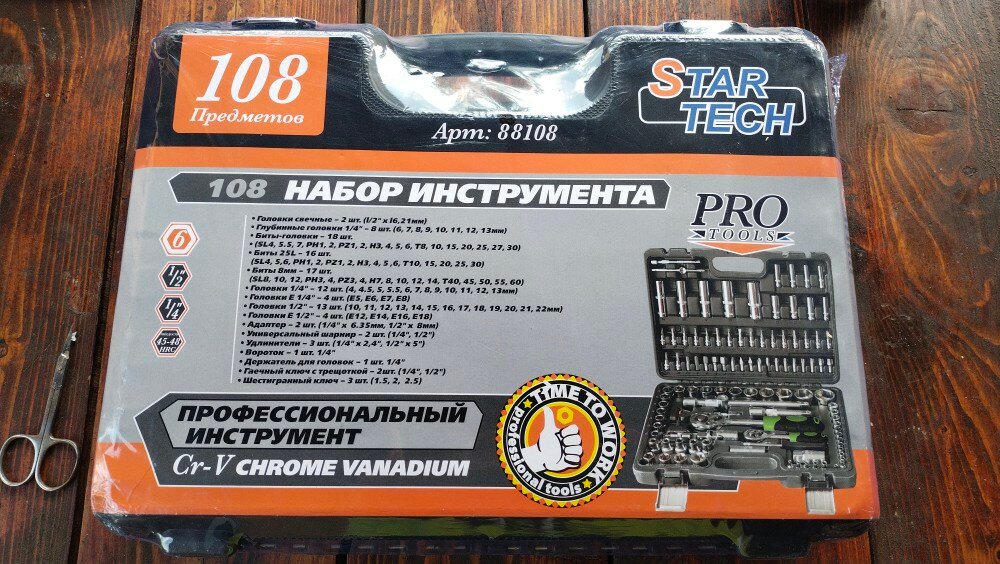 108
Предметов
Арт: 88108
STAR
TECH
108 НАБОР ИНСТРУМЕНТА
• Головки свечные – 2 шт. (1/2" x 16,21мм)
• Глубинные головки 1/4" – 8 шт. (6, 7, 8, 9, 10, 11, 12, 13мм)
• Биты-головки – 18 шт.
• (SL4, 5.5, 7, PH1, 2, PZ1, 2, H3, 4, 5, 6, T8, 10, 15, 20, 25, 27, 30)
• Биты 25L – 16 шт.
(SL4, 5,6, PH1, 2, PZ1, 2, H3, 4, 5 ,6, T10, 15, 20, 25, 30)
• Биты 8мм – 17 шт.
(SL8, 10, 12, PH3, 4, PZ3, 4, H7, 8, 10, 12, 14, T40, 45, 50, 55, 60)
• Головки 1/4" – 12 шт. (4, 4.5, 5, 5.5, 6, 7, 8, 9, 10, 11, 12, 13мм)
• Головки E 1/4" – 4 шт. (E5, E6, E7, E8)
• Головки 1/2" – 13 шт. (10, 11, 12, 13, 14, 15, 16, 17, 18, 19, 20, 21, 22мм)
• Головки E 1/2" – 4 шт. (E12, E14, E16, E18)
• Адаптер – 2 шт. (1/4" x 6.35мм, 1/2" x 8мм)
• Универсальный шарнир – 2 шт. (1/4", 1/2")
• Удлинители – 3 шт. (1/4" x 2,4", 1/2" x 5")
• Вороток – 1 шт. 1/4"
• Держатель для головок – 1 шт. 1/4"
• Гаечный ключ с трещоткой – 2шт. (1/4", 1/2")
• Шестигранный ключ – 3 шт. (1.5, 2, 2.5)
6
1/2"
1/4"
45-48
HRC
PRO
TOOLS
ПРОФЕССИОНАЛЬНЫЙ
ИНСТРУМЕНТ
Cr-V CHROME VANADIUM
TIME TO WORK
professional tools